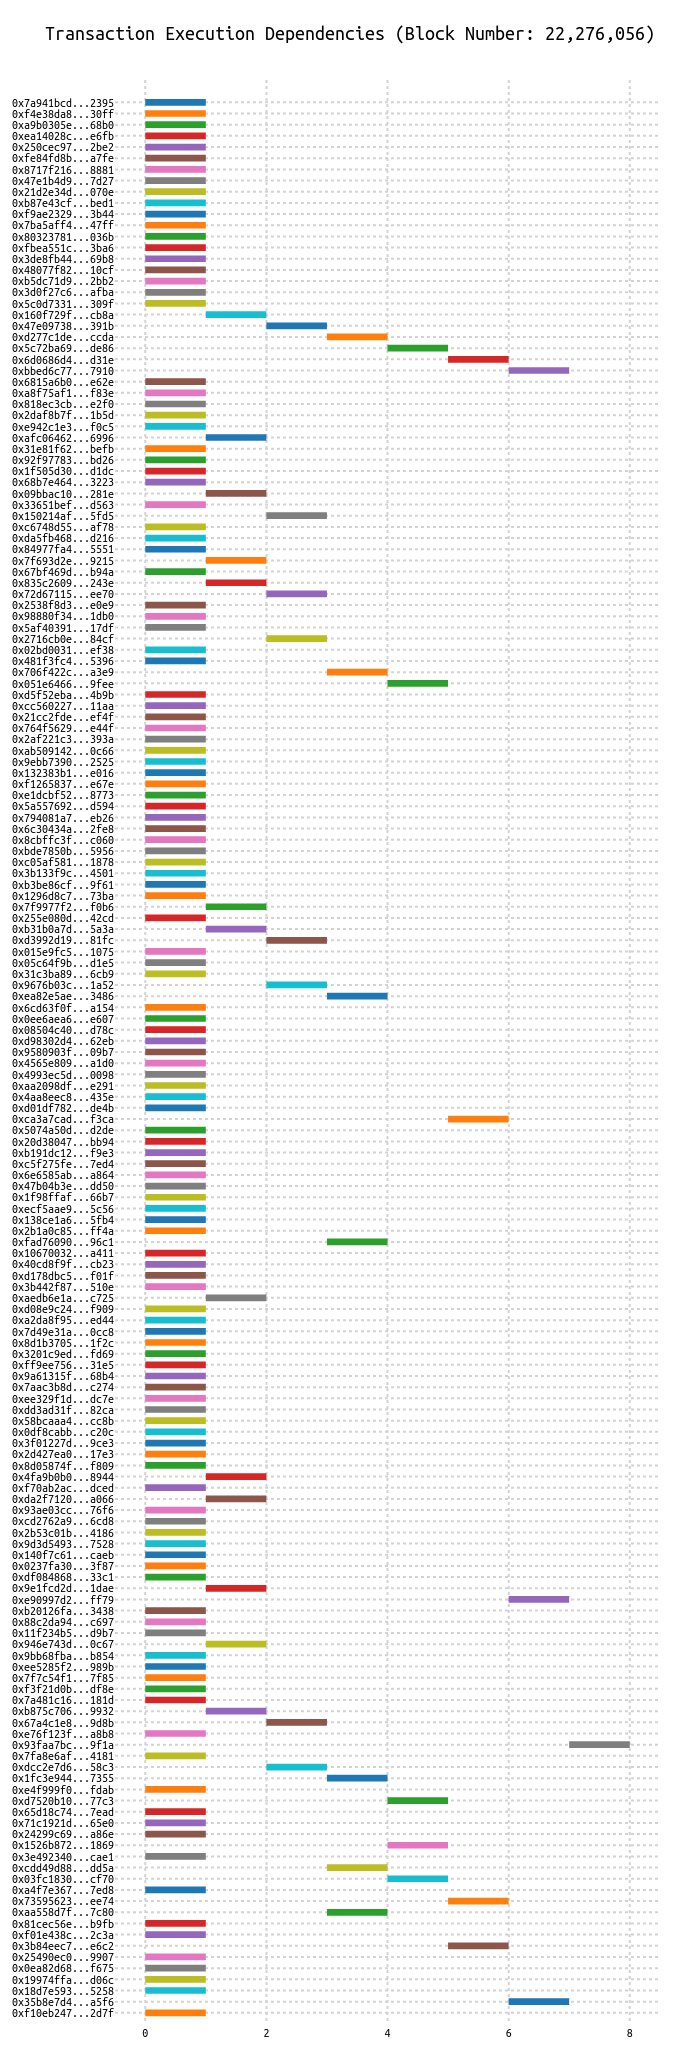 Transaction Execution Dependencies (Block Number: 22,276,056)
0x7a941bcd...2395
0xf4e38da8...30ff
0xa9b0305e...68b0
0xea14028c...e6fb
0x250cec97...2be2
0xfe84fd8b...a7fe
0x8717f216...8881
0x47e1b4d9...7d27
0x21d2e34d...070e
0xb87e43cf...bed1
0xf9ae2329...3b44
0x7ba5aff4...47ff
0x80323781...036b
0xfbea551c...3ba6
0x3de8fb44...69b8
0x48077f82...10cf
0xb5dc71d9...2bb2
0x3d0f27c6...afba
0x5c0d7331...309f
0x160f729f...cb8a
0x47e09738...391b
0xd277c1de...ccda
0x5c72ba69...de86
0x6d0686d4...d31e
0xbbed6c77...7910
0x6815a6b0...e62e
0xa8f75af1...f83e
0x818ec3cb...e2f0
0x2daf8b7f...1b5d
0xe942c1e3...f0c5
0xafc06462...6996
0x31e81f62...befb
0x92f97783...bd26
0x1f505d30...d1dc
0x68b7e464...3223
0x09bbac10...281e
0x33651bef...d563
0x150214af...5fd5
0xc6748d55...af78
0xda5fb468...d216
0x84977fa4...5551
0x7f693d2e...9215
0x67bf469d...b94a
0x835c2609...243e
0x72d67115...ee70
0x2538f8d3...e0e9
0x98880f34...1db0
0x5af40391...17df
0x2716cb0e...84cf
0x02bd0031...ef38
0x481f3fc4...5396
0x706f422c...a3e9
0x051e6466...9fee
0xd5f52eba...4b9b
0xcc560227...11aa
0x21cc2fde...ef4f
0x764f5629...e44f
0x2af221c3...393a
0xab509142...0c66
0x9ebb7390...2525
0x132383b1...e016
0xf1265837...e67e
0xe1dcbf52...8773
0x5a557692...d594
0x794081a7...eb26
0x6c30434a...2fe8
0x8cbffc3f...c060
0xbde7850b...5956
0xc05af581...1878
0x3b133f9c...4501
0xb3be86cf...9f61
0x1296d8c7...73ba
0x7f9977f2...f0b6
0x255e080d...42cd
0xb31b0a7d...5a3a
0xd3992d19...81fc
0x015e9fc5...1075
0x05c64f9b...d1e5
0x31c3ba89...6cb9
0x9676b03c...1a52
0xea82e5ae...3486
0x6cd63f0f...a154
0x0ee6aea6...e607
0x08504c40...d78c
0xd98302d4...62eb
0x9580903f...09b7
0x4565e809...a1d0
0x4993ec5d...0098
0xaa2098df...e291
0x4aa8eec8...435e
0xd01df782...de4b
0xca3a7cad...f3ca
0x5074a50d...d2de
0x20d38047...bb94
0xb191dc12...f9e3
0xc5f275fe...7ed4
0x6e6585ab...a864
0x47b04b3e...dd50
0x1f98ffaf...66b7
0xecf5aae9...5c56
0x138ce1a6...5fb4
0x2b1a0c85...ff4a
0xfad76090...96c1
0x10670032...a411
0x40cd8f9f...cb23
0xd178dbc5...f01f
0x3b442f87...510e
0xaedb6e1a...c725
0xd08e9c24...f909
0xa2da8f95...ed44
0x7d49e31a...0cc8
0x8d1b3705...1f2c
0x3201c9ed...fd69
0xff9ee756...31e5
0x9a61315f...68b4
0x7aac3b8d...c274
0xee329f1d...dc7e
0xdd3ad31f...82ca
0x58bcaaa4...cc8b
0x0df8cabb...c20c
0x3f01227d...9ce3
0x2d427ea0...17e3
0x8d05874f...f809
0x4fa9b0b0...8944
0xf70ab2ac...dced
0xda2f7120...a066
0x93ae03cc...76f6
0xcd2762a9...6cd8
0x2b53c01b...4186
0x9d3d5493...7528
0x140f7c61...caeb
0x0237fa30...3f87
0xdf084868...33c1
0x9e1fcd2d...1dae
0xe90997d2...ff79
0xb20126fa...3438
0x88c2da94...c697
0x11f234b5...d9b7
0x946e743d...0c67
0x9bb68fba...b854
0xee5285f2...989b
0x7f7c54f1...7f85
0xf3f21d0b...df8e
0x7a481c16...181d
0xb875c706...9932
0x67a4c1e8...9d8b
0xe76f123f...a8b8
0x93faa7bc...9f1a
0x7fa8e6af...4181
0xdcc2e7d6...58c3
0x1fc3e944...7355
0xe4f999f0...fdab
0xd7520b10...77c3
0x65d18c74...7ead
0x71c1921d...65e0
0x24299c69...a86e
0x1526b872...1869
0x3e492340...cae1
0xcdd49d88...dd5a
0x03fc1830...cf70
0xa4f7e367...7ed8
0x73595623...ee74
0xaa558d7f...7c80
0x81cec56e...b9fb
0xf01e438c...2c3a
0x3b84eec7...e6c2
0x25490ec0...9907
0x0ea82d68...f675
0x19974ffa...d06c
0x18d7e593...5258
0x35b8e7d4...a5f6
0xf10eb247...2d7f
0 2 4 6 8